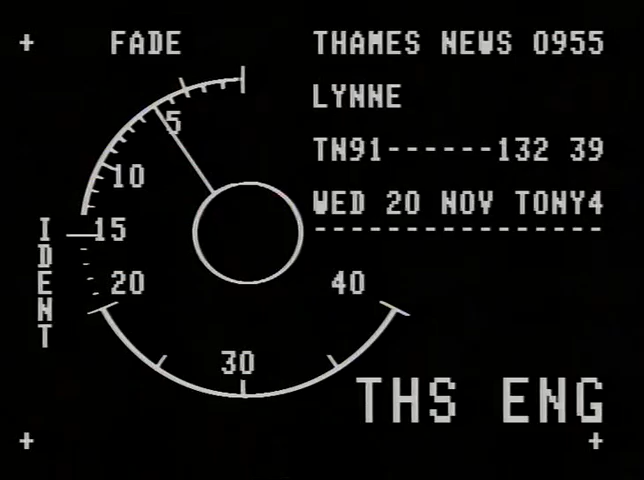 FADE
THAMES NEWS 0955
LYNNE
TN91------132 39
WED 20 NOV TONY4
----------------
5
10
15
20
30
40
IDENT
THS ENG